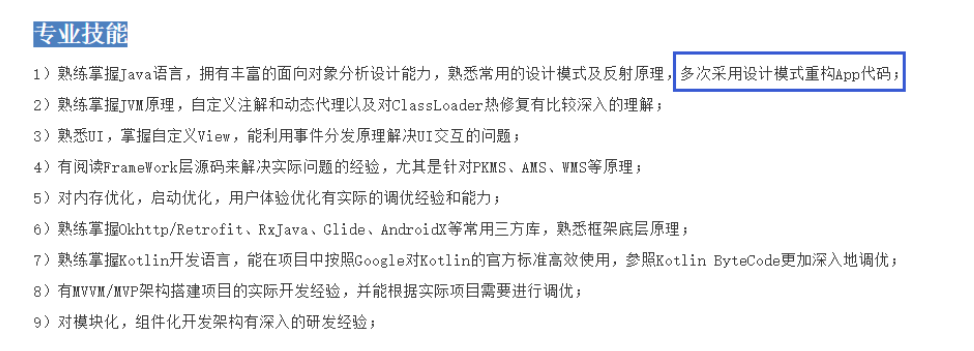 专业技能
1）熟练掌握Java语言，拥有丰富的面向对象分析设计能力，熟悉常用的设计模式及反射原理，多次采用设计模式重构App代码；
2）熟练掌握JVM原理，自定义注解和动态代理以及对ClassLoader热修复有比较深入的理解；
3）熟悉UI，掌握自定义View，能利用事件分发原理解决UI交互的问题；
4）有阅读FrameWork层源码来解决实际问题的经验，尤其是针对PKMS、AMS、WMS等原理；
5）对内存优化，启动优化，用户体验优化有实际的调优经验和能力；
6）熟练掌握Okhttp/Retrofit、RxJava、Glide、AndroidX等常用三方库，熟悉框架底层原理；
7）熟练掌握Kotlin开发语言，能在项目中按照Google对Kotlin的官方标准高效使用，参照Kotlin ByteCode更加深入地调优；
8）有MVVM/MVP架构搭建项目的实际开发经验，并能根据实际项目需要进行调优；
9）对模块化，组件化开发架构有深入的研发经验；